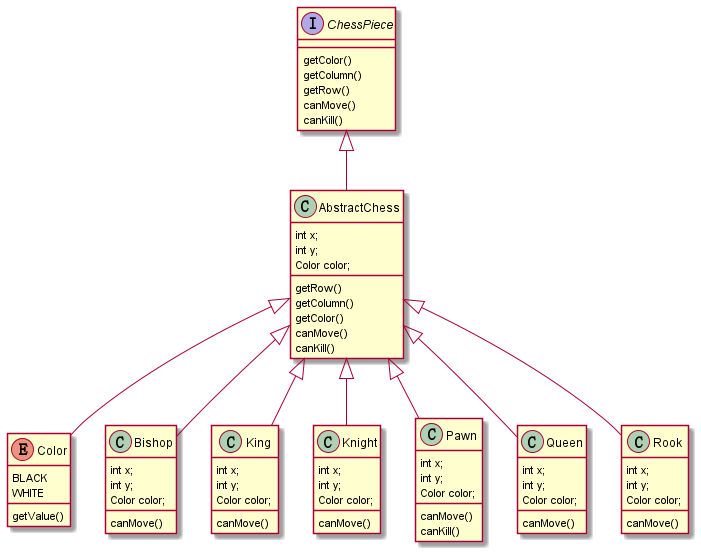 I ChessPiece
getColor()
getColumn()
getRow()
canMove()
canKill()
C AbstractChess
int x;
int y;
Color color;
getRow()
getColumn()
getColor()
canMove()
canKill()
E Color
BLACK
WHITE
getValue()
C Bishop
int x;
int y;
Color color;
canMove()
C King
int x;
int y;
Color color;
canMove()
C Knight
int x;
int y;
Color color;
canMove()
C Pawn
int x;
int y;
Color color;
canMove()
canKill()
C Queen
int x;
int y;
Color color;
canMove()
C Rook
int x;
int y;
Color color;
canMove()